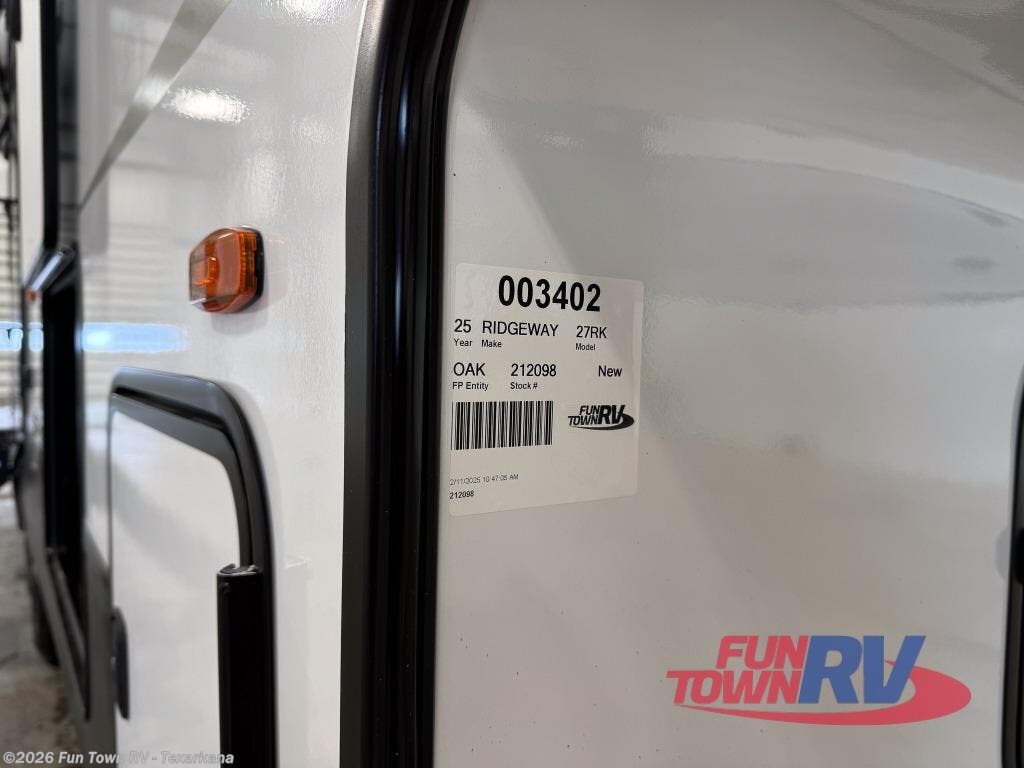 003402
25 RIDGEWAY 27RK
Year Make Model
OAK 212098 New
FP Entity Stock #
FUN TOWN RV
2/11/2025 10:47:05 AM
212098
FUN
TOWN RV
©2026 Fun Town RV - Texarkana